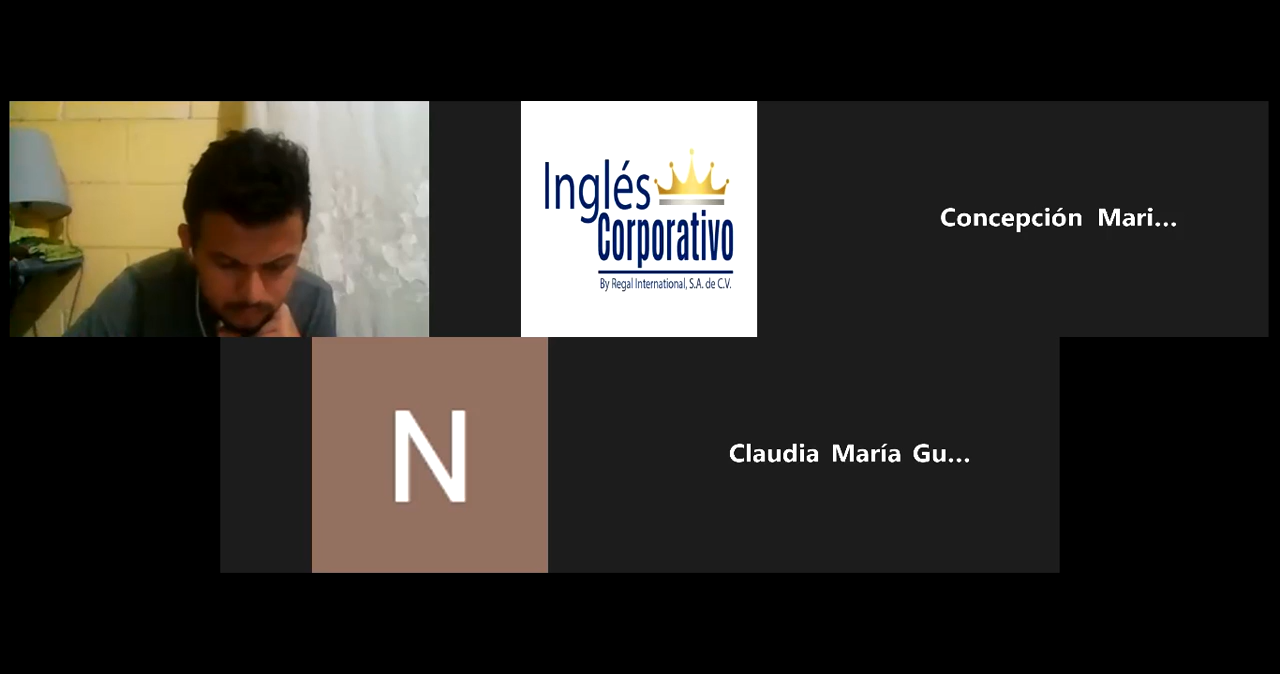 Inglés
Corporativo
By Regal International, S.A. de C.V.
Concepción Mari...
N
Claudia María Gu...